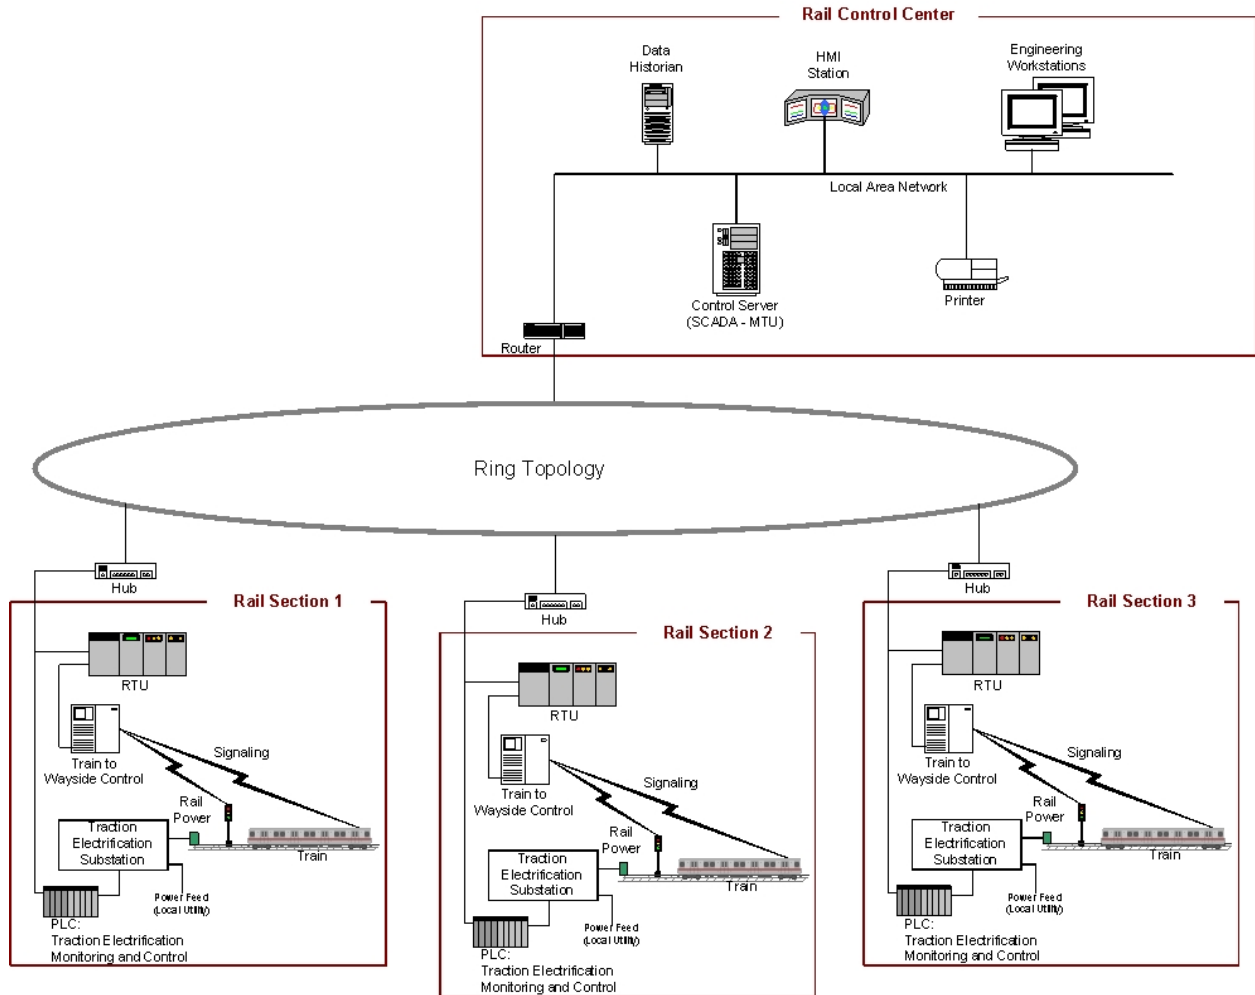 Rail Control Center
Data
Historian
HMI
Station
Engineering
Workstations
Local Area Network
Control Server
(SCADA - MTU)
Printer
Router
Ring Topology
Hub
Rail Section 1
RTU
Train to
Wayside Control
Signaling
Rail
Power
Traction
Electrification
Substation
Train
Power Feed
(Local Utility)
PLC:
Traction Electrification
Monitoring and Control
Hub
Rail Section 2
RTU
Train to
Wayside Control
Signaling
Rail
Power
Traction
Electrification
Substation
Train
Power Feed
(Local Utility)
PLC:
Traction Electrification
Monitoring and Control
Hub
Rail Section 3
RTU
Train to
Wayside Control
Signaling
Rail
Power
Traction
Electrification
Substation
Train
Power Feed
(Local Utility)
PLC:
Traction Electrification
Monitoring and Control